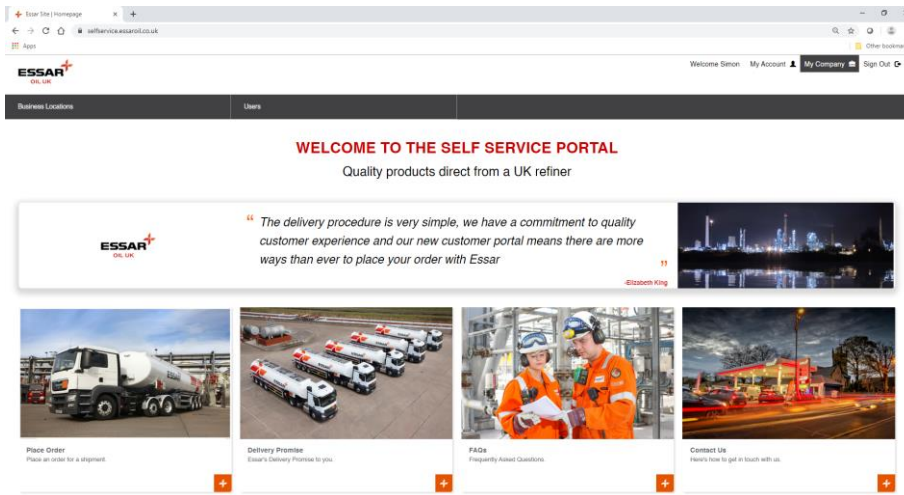 Essar Site | Homepage
selfservice.essaroil.co.uk
Apps
Other bookmar
ESSAR
OIL UK
Welcome Simon My Account My Company Sign Out
Business Locations Users
WELCOME TO THE SELF SERVICE PORTAL
Quality products direct from a UK refiner
ESSAR
OIL UK
“ The delivery procedure is very simple, we have a commitment to quality
customer experience and our new customer portal means there are more
ways than ever to place your order with Essar ”
-Elizabeth King
Place Order
Place an order for a shipment.
Delivery Promise
Essar's Delivery Promise to you.
FAQs
Frequently Asked Questions.
Contact Us
Here's how to get in touch with us.